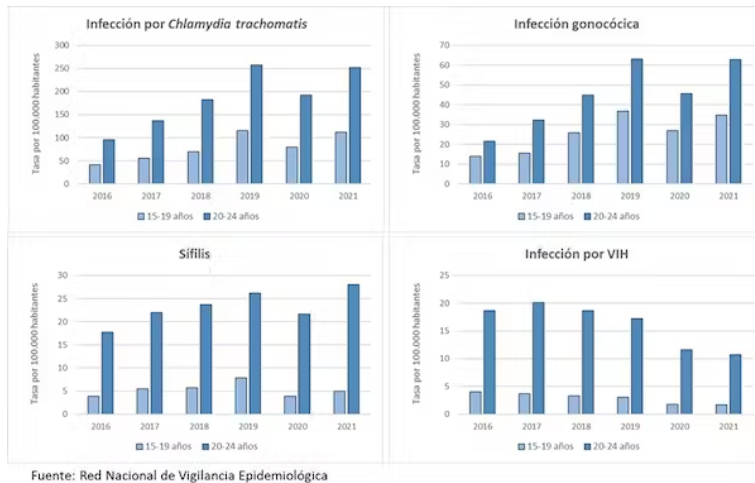 Infección por Chlamydia trachomatis
Tasa por 100.000 habitantes
300
250
200
150
100
50
0
2016 2017 2018 2019 2020 2021
15-19 años 20-24 años
Infección gonocócica
Tasa por 100.000 habitantes
70
60
50
40
30
20
10
0
2016 2017 2018 2019 2020 2021
15-19 años 20-24 años
Sífilis
Tasa por 100.000 habitantes
30
25
20
15
10
5
0
2016 2017 2018 2019 2020 2021
15-19 años 20-24 años
Infección por VIH
Tasa por 100.000 habitantes
25
20
15
10
5
0
2016 2017 2018 2019 2020 2021
15-19 años 20-24 años
Fuente: Red Nacional de Vigilancia Epidemiológica